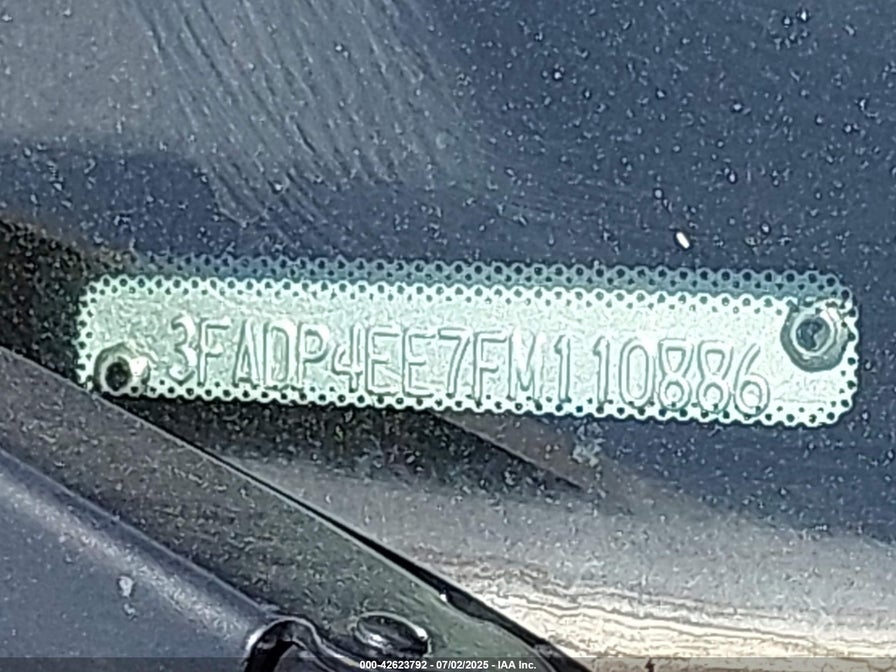 3FADP4EE7FM110886
000-42623792 - 07/02/2025 - IAA Inc.